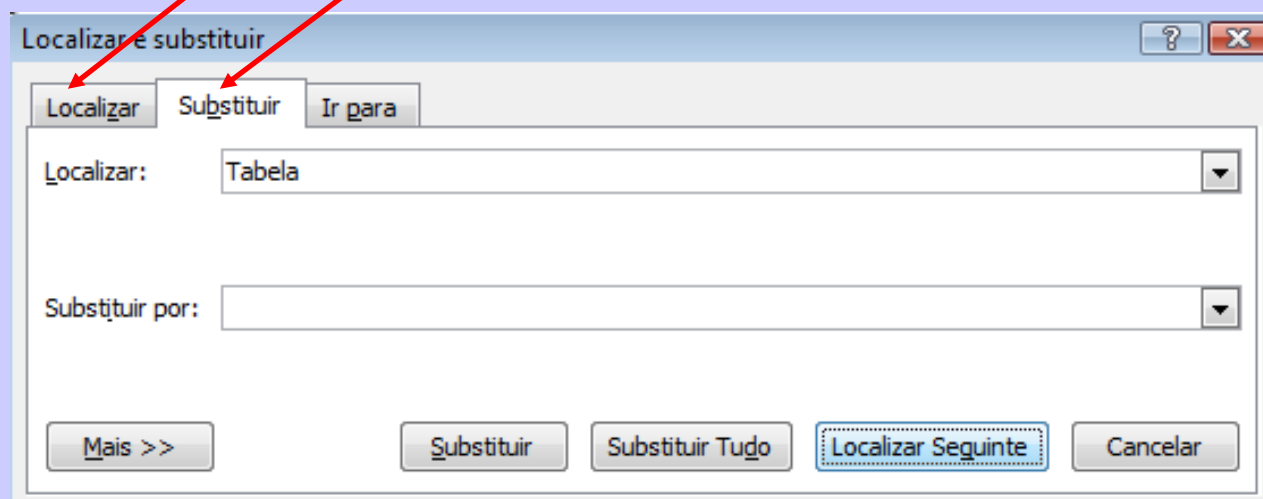 Localizar e substituir
Localizar Substituir Ir para
Localizar: Tabela
Substituir por:
Mais >> Substituir Substituir Tudo Localizar Seguinte Cancelar